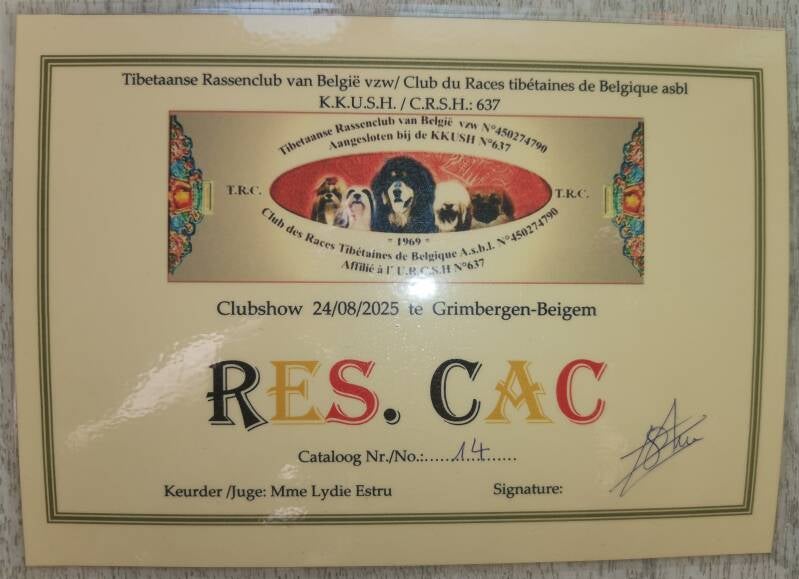 Tibetaanse Rassenclub van België vzw/ Club du Races tibétaines de Belgique asbl
K.K.U.S.H. / C.R.S.H.: 637
Tibetaanse Rassenclub van België vzw N°450274790
Aangesloten bij de KKUSH N°637
T.R.C.
T.R.C.
" 1969 "
Club des Races Tibétaines de Belgique A.s.b.l. N°450274790
Affilié à l' U.R.C.S.H N°637
Clubshow 24/08/2025 te Grimbergen-Beigem
RES. CAC
Cataloog Nr./No.:......14......
Keurder /Juge: Mme Lydie Estru
Signature: